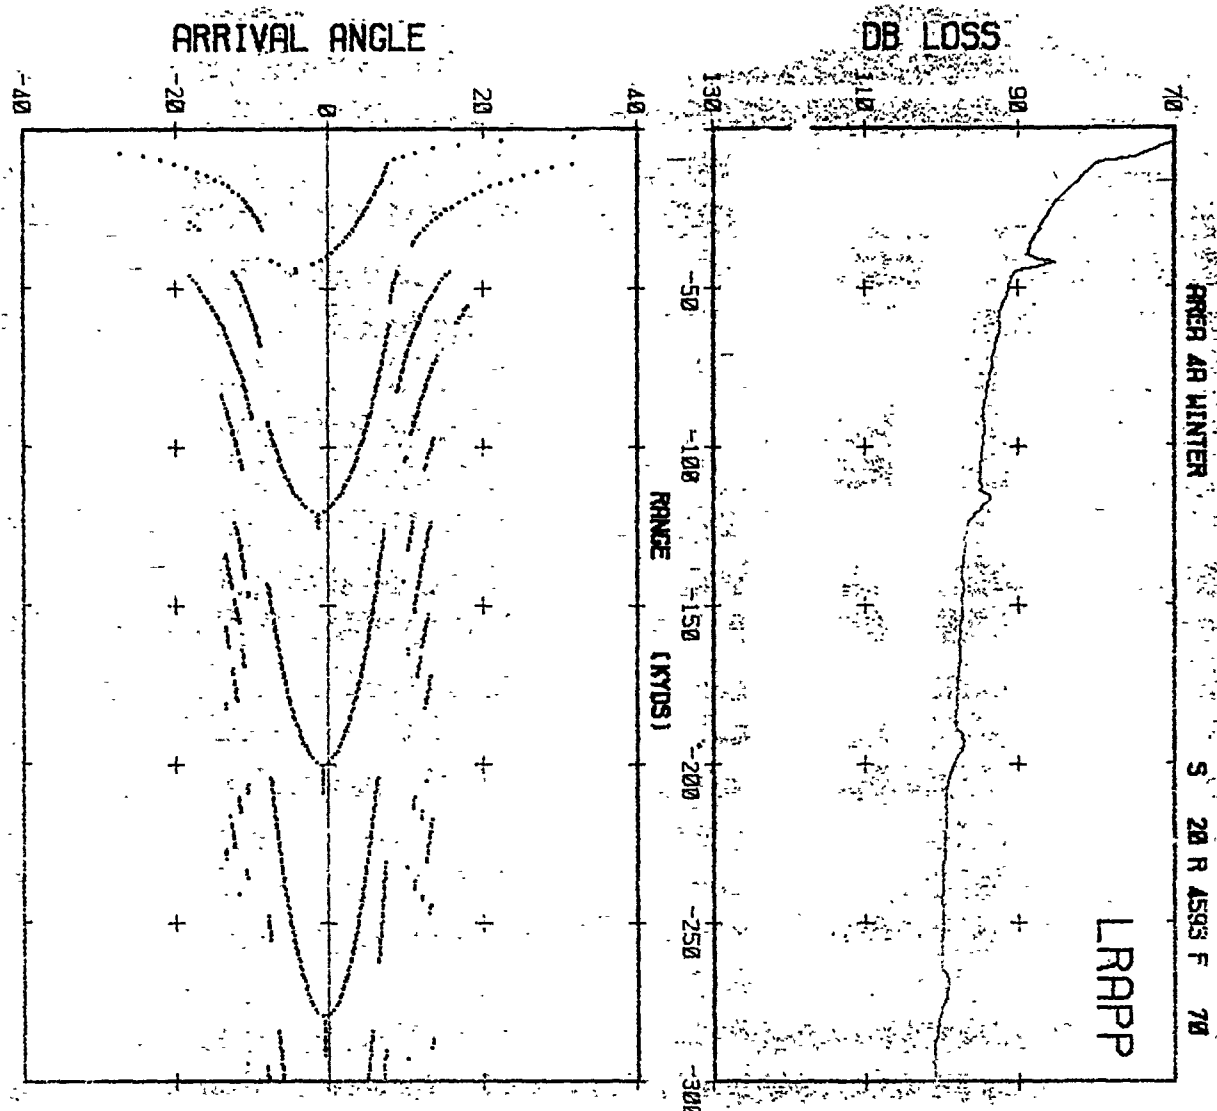 ARRIVAL ANGLE
-40 -20 0 20 40
DB LOSS
130 110 90 70
-50
-100
-150
-200
-250
-300
RANGE (KYDS)
AREA 4A WINTER
S 20 R 4593 F 70
LRAPP